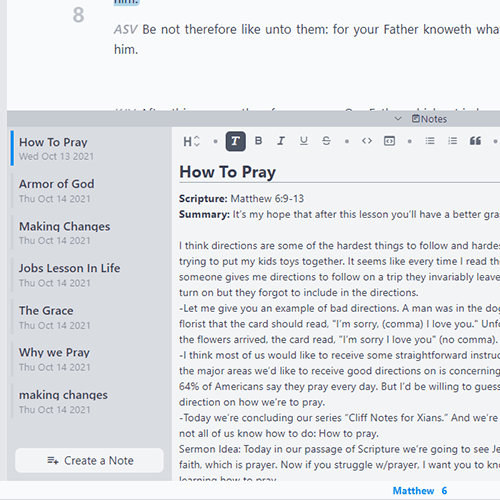 him.
8
ASV Be not therefore like unto them: for your Father knoweth wha
him.
Notes
How To Pray
Wed Oct 13 2021
Armor of God
Thu Oct 14 2021
Making Changes
Thu Oct 14 2021
Jobs Lesson In Life
Thu Oct 14 2021
The Grace
Thu Oct 14 2021
Why we Pray
Thu Oct 14 2021
making changes
Thu Oct 14 2021
Create a Note
H T B I U S
How To Pray
Scripture: Matthew 6:9-13
Summary: It's my hope that after this lesson you'll have a better gra
I think directions are some of the hardest things to follow and hardes
trying to put my kids toys together. It seems like every time I read the
someone gives me directions to follow on a trip they invariably leave
turn on but they forgot to include in the directions.
-Let me give you an example of bad directions. A man was in the dog
florist that the card should read, "I'm sorry, (comma) I love you." Unfo
the flowers arrived, the card read, "I'm sorry I love you" (no comma).
-I think most of us would like to receive some straightforward instruc
the major areas we'd like to receive good directions on is concerning
64% of Americans say they pray every day. But I'd be willing to guess
direction on how we're to pray.
-Today we're concluding our series “Cliff Notes for Xians.” And we're
not all of us know how to do: How to pray.
Sermon Idea: Today in our passage of Scripture we're going to see Je
faith, which is prayer. Now if you struggle w/prayer, I want you to kno
learning how to pray
Matthew 6